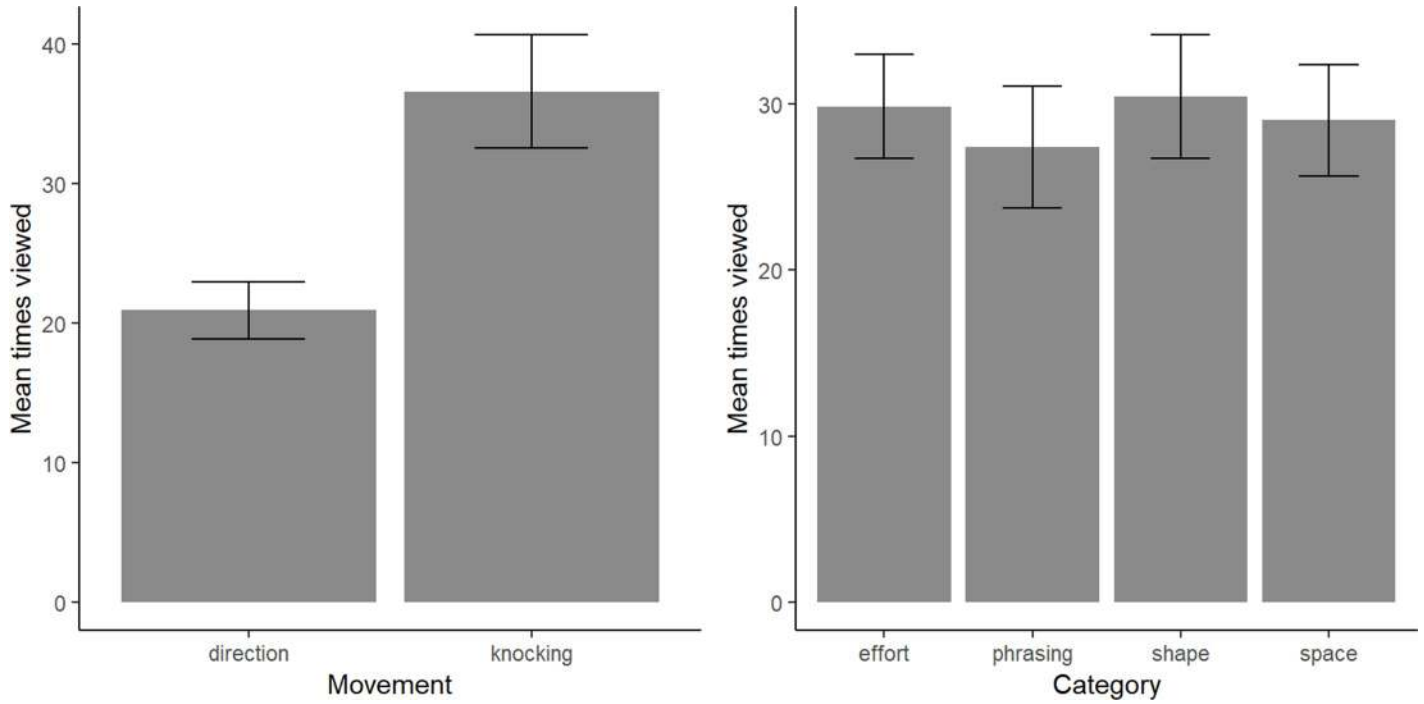 Mean times viewed
40
30
20
10
0
direction knocking
Movement
Mean times viewed
30
20
10
0
effort phrasing shape space
Category